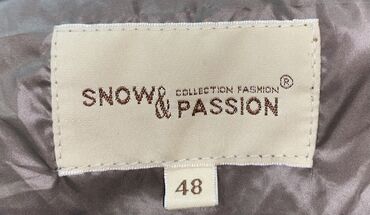 COLLECTION FASHION ®
SNOW & PASSION
48